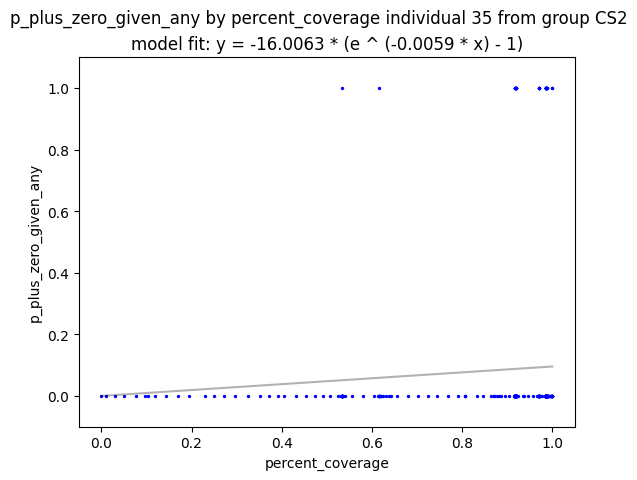 p_plus_zero_given_any by percent_coverage individual 35 from group CS2
model fit: y = -16.0063 * (e ^ (-0.0059 * x) - 1)
1.0
0.8
0.6
0.4
0.2
0.0
p_plus_zero_given_any
0.0 0.2 0.4 0.6 0.8 1.0
percent_coverage